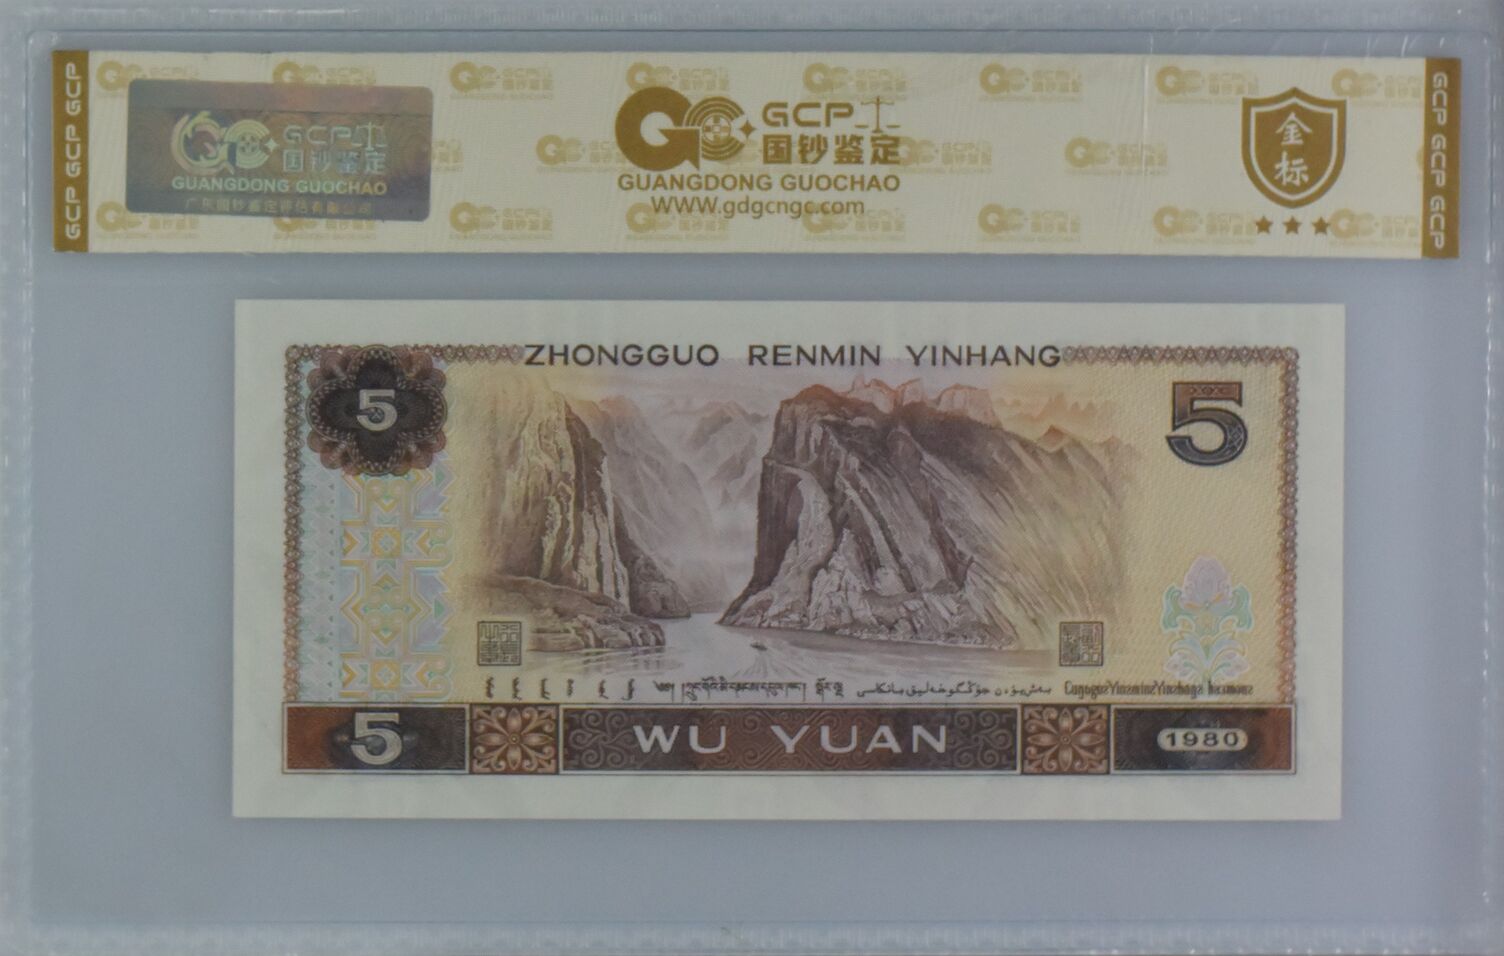 GCP GCP GCP
GCP 国钞鉴定
GUANGDONG GUOCHAO
广东国钞鉴定评估有限公司
GC GCP
国钞鉴定
GUANGDONG GUOCHAO
WWW.gdgcngc.com
金标
GCP GCP GCP
ZHONGGUO RENMIN YINHANG
5
5
5
WU YUAN
1980